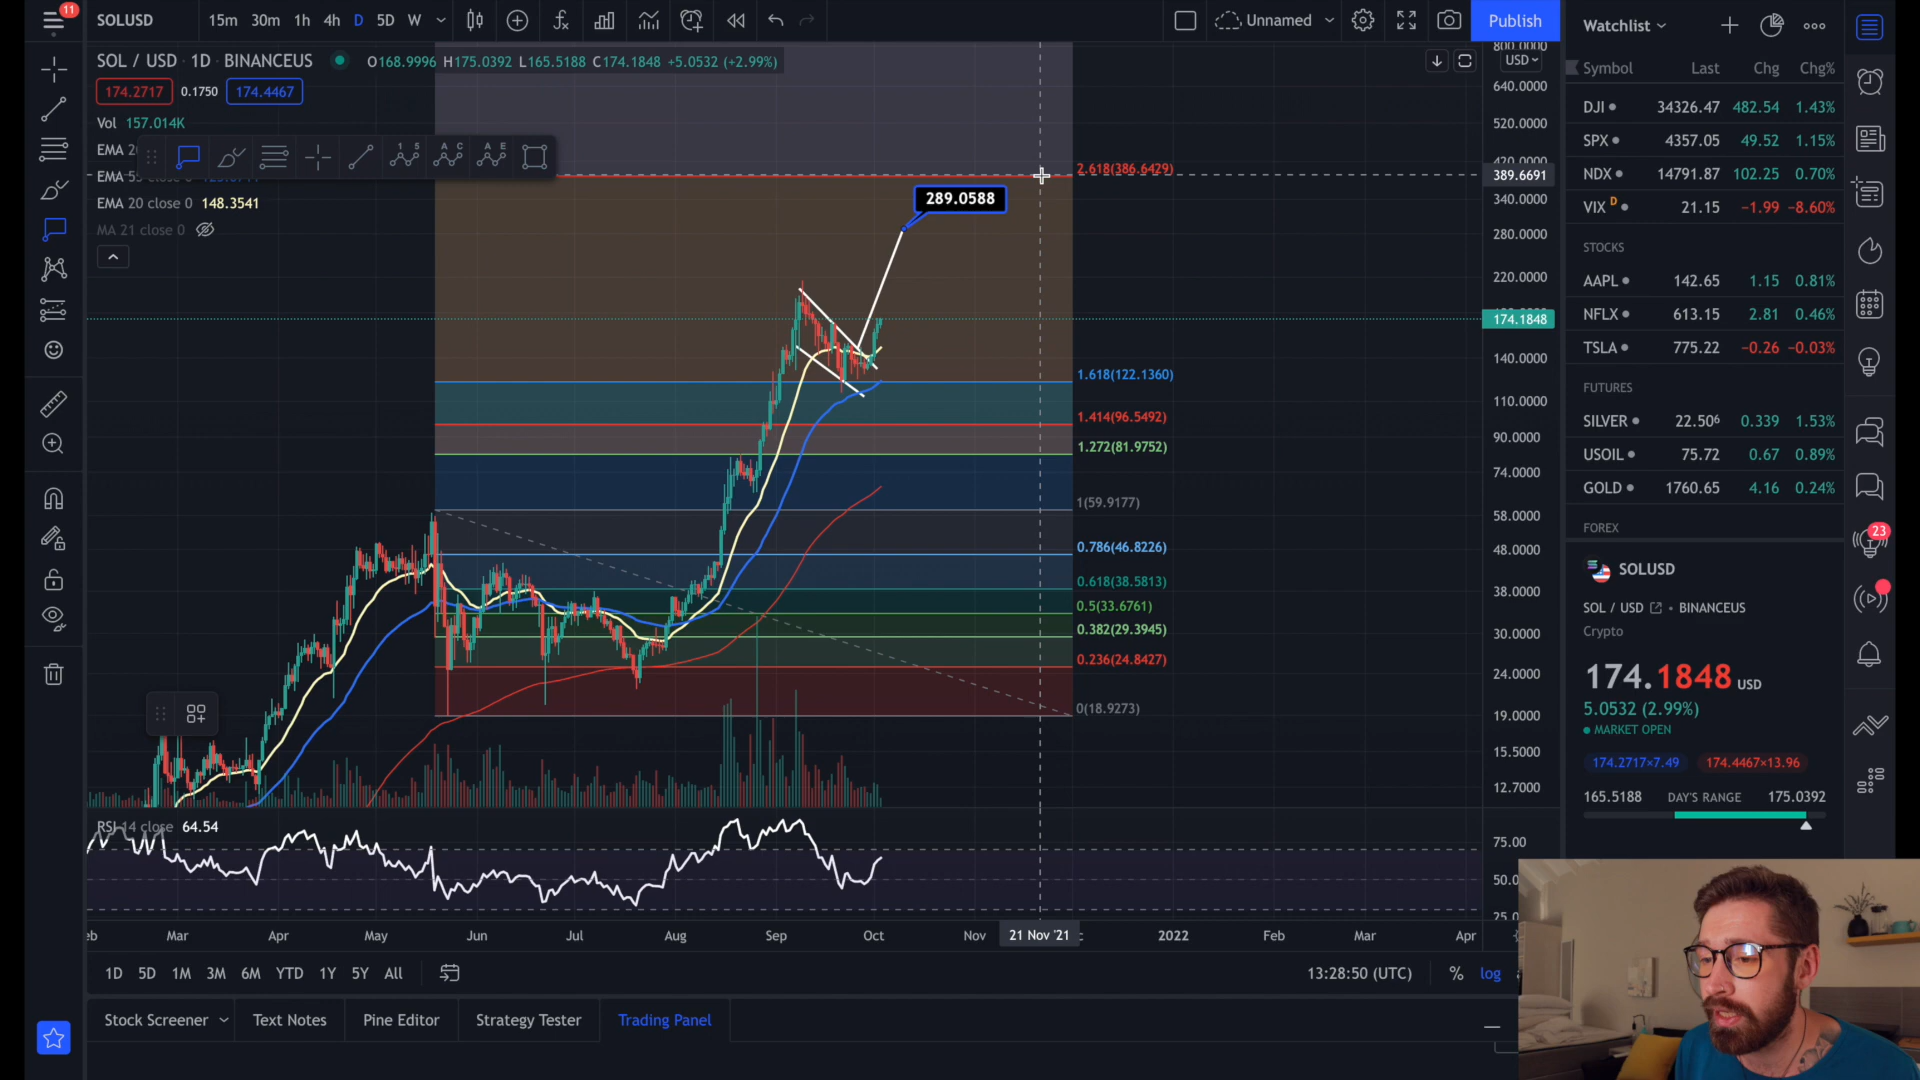 11
SOLUSD
15m 30m 1h 4h D 5D W
Unnamed
Publish
SOL / USD · 1D · BINANCEUS O168.9996 H175.0392 L165.5188 C174.1848 +5.0532 (+2.99%)
174.2717 0.1750 174.4467
Vol 157.014K
EMA 20
EMA 55
EMA 20 close 0 148.3541
MA 21 close 0
289.0588
2.618(386.6429)
1.618(122.1360)
1.414(96.5492)
1.272(81.9752)
1(59.9177)
0.786(46.8226)
0.618(38.5813)
0.5(33.6761)
0.382(29.3945)
0.236(24.8427)
0(18.9273)
800.0000
USD
640.0000
520.0000
420.0000
389.6691
340.0000
280.0000
220.0000
174.1848
140.0000
110.0000
90.0000
74.0000
58.0000
48.0000
38.0000
30.0000
24.0000
19.0000
15.5000
12.7000
RSI 14 close 64.54
75.00
50.0
25.0
eb Mar Apr May Jun Jul Aug Sep Oct Nov 21 Nov '21 c 2022 Feb Mar Apr
1D 5D 1M 3M 6M YTD 1Y 5Y All
13:28:50 (UTC) % log
Stock Screener Text Notes Pine Editor Strategy Tester Trading Panel
Watchlist
Symbol Last Chg Chg%
DJI 34326.47 482.54 1.43%
SPX 4357.05 49.52 1.15%
NDX 14791.87 102.25 0.70%
VIX D 21.15 −1.99 −8.60%
STOCKS
AAPL 142.65 1.15 0.81%
NFLX 613.15 2.81 0.46%
TSLA 775.22 −0.26 −0.03%
FUTURES
SILVER 22.50⁶ 0.339 1.53%
USOIL 75.72 0.67 0.89%
GOLD 1760.65 4.16 0.24%
FOREX
SOLUSD
SOL / USD • BINANCEUS
Crypto
174.1848 USD
5.0532 (2.99%)
MARKET OPEN
174.2717×7.49 174.4467×13.96
165.5188 DAY'S RANGE 175.0392
23